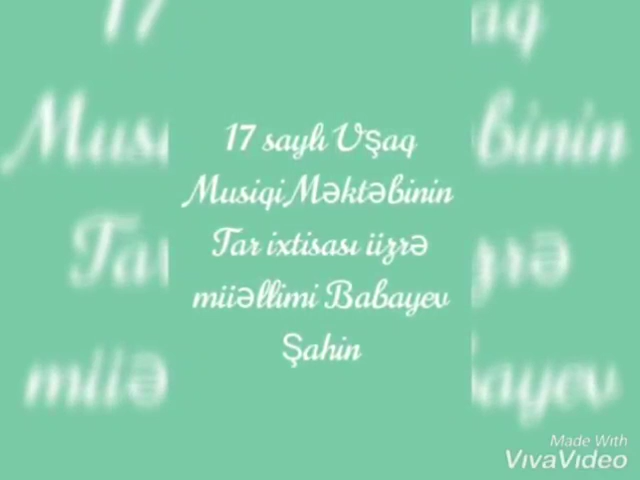 17 saylı Uşaq
Musiqi Məktəbinin
Tar ixtisası üzrə
müəllimi Babayev
Şahin
Made With
VivaVideo